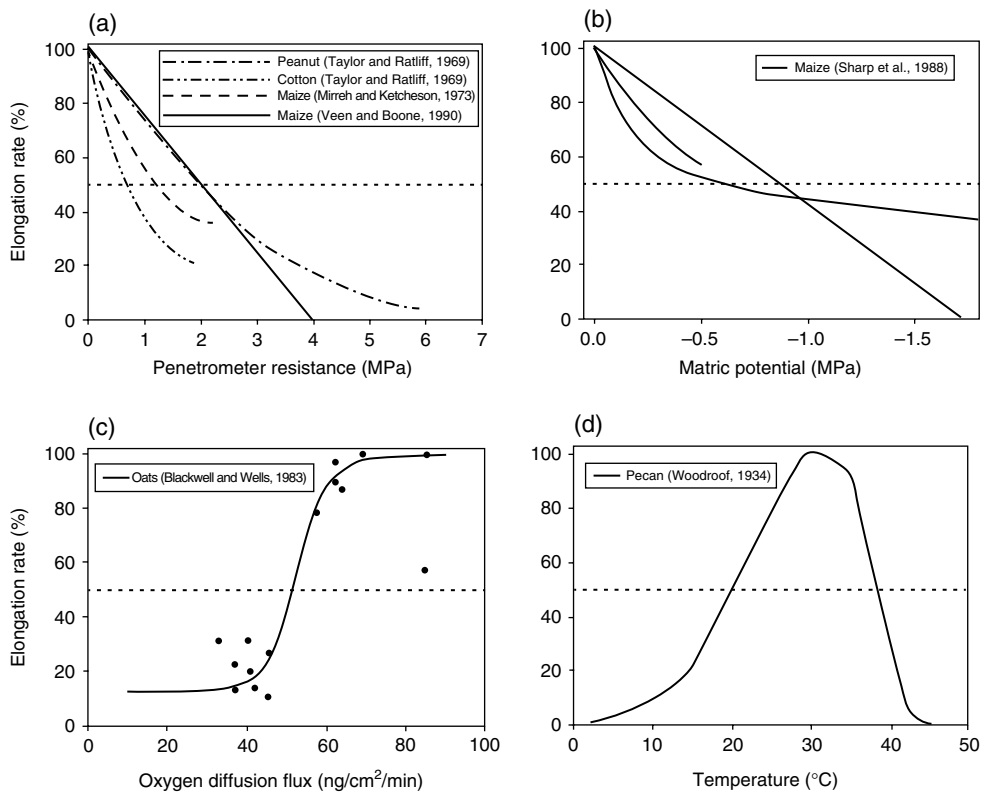 (a)
100
80
60
40
20
0
Elongation rate (%)
Peanut (Taylor and Ratliff, 1969)
Cotton (Taylor and Ratliff, 1969)
Maize (Mirreh and Ketcheson, 1973)
Maize (Veen and Boone, 1990)
0 1 2 3 4 5 6 7
Penetrometer resistance (MPa)
(b)
100
80
60
40
20
0
Maize (Sharp et al., 1988)
0.0 −0.5 −1.0 −1.5
Matric potential (MPa)
(c)
100
80
60
40
20
0
Elongation rate (%)
Oats (Blackwell and Wells, 1983)
0 20 40 60 80 100
Oxygen diffusion flux (ng/cm²/min)
(d)
100
80
60
40
20
0
Pecan (Woodroof, 1934)
0 10 20 30 40 50
Temperature (°C)